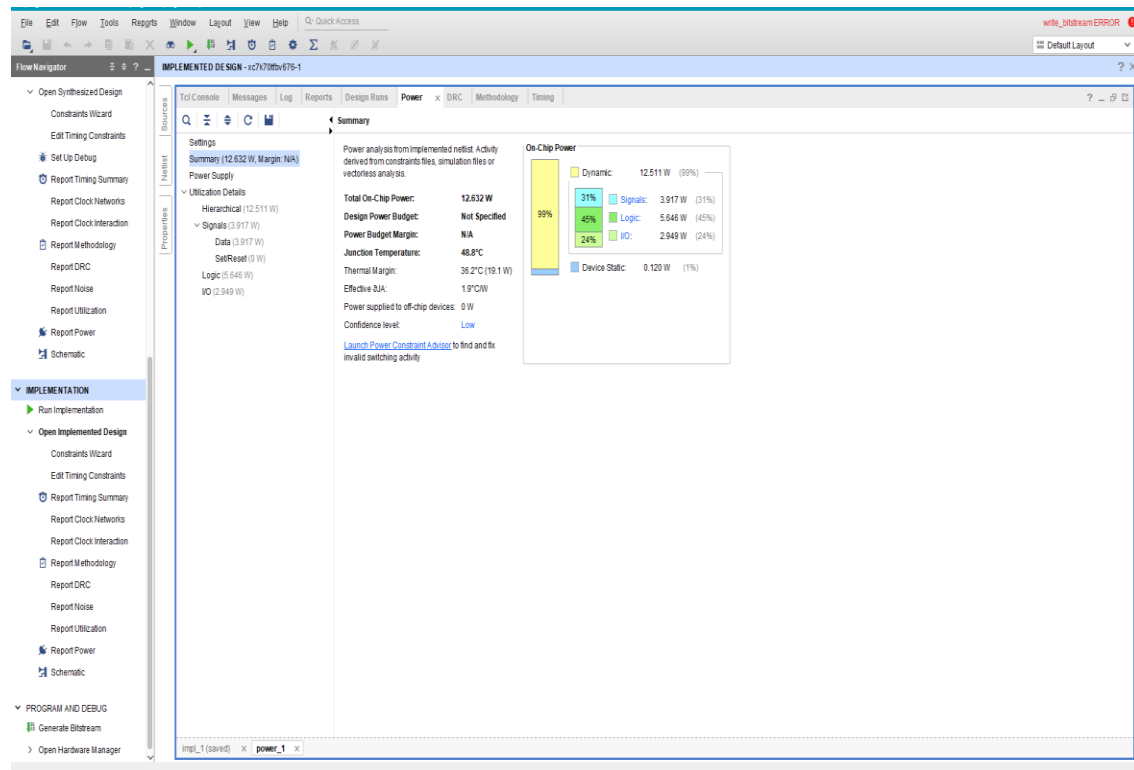 File Edit Flow Tools Reports Window Layout View Help Q- Quick Access
write_bitstream ERROR
Default Layout
Flow Navigator
IMPLEMENTED DESIGN - xc7k70tfbv676-1
Open Synthesized Design
Constraints Wizard
Edit Timing Constraints
Set Up Debug
Report Timing Summary
Report Clock Networks
Report Clock Interaction
Report Methodology
Report DRC
Report Noise
Report Utilization
Report Power
Schematic
IMPLEMENTATION
Run Implementation
Open Implemented Design
Constraints Wizard
Edit Timing Constraints
Report Timing Summary
Report Clock Networks
Report Clock Interaction
Report Methodology
Report DRC
Report Noise
Report Utilization
Report Power
Schematic
PROGRAM AND DEBUG
Generate Bitstream
Open Hardware Manager
Sources
Netlist
Properties
Tcl Console Messages Log Reports Design Runs Power x DRC Methodology Timing
Settings
Summary (12.632 W, Margin: N/A)
Power Supply
Utilization Details
Hierarchical (12.511 W)
Signals (3.917 W)
Data (3.917 W)
Set/Reset (0 W)
Logic (5.646 W)
I/O (2.949 W)
Summary
Power analysis from Implemented netlist. Activity
derived from constraints files, simulation files or
vectorless analysis.
Total On-Chip Power: 12.632 W
Design Power Budget: Not Specified
Power Budget Margin: N/A
Junction Temperature: 48.8°C
Thermal Margin: 36.2°C (19.1 W)
Effective ϑJA: 1.9°C/W
Power supplied to off-chip devices: 0 W
Confidence level: Low
Launch Power Constraint Advisor to find and fix
invalid switching activity
On-Chip Power
99%
Dynamic: 12.511 W (99%)
31% Signals: 3.917 W (31%)
45% Logic: 5.646 W (45%)
24% I/O: 2.949 W (24%)
Device Static: 0.120 W (1%)
impl_1 (saved) x power_1 x